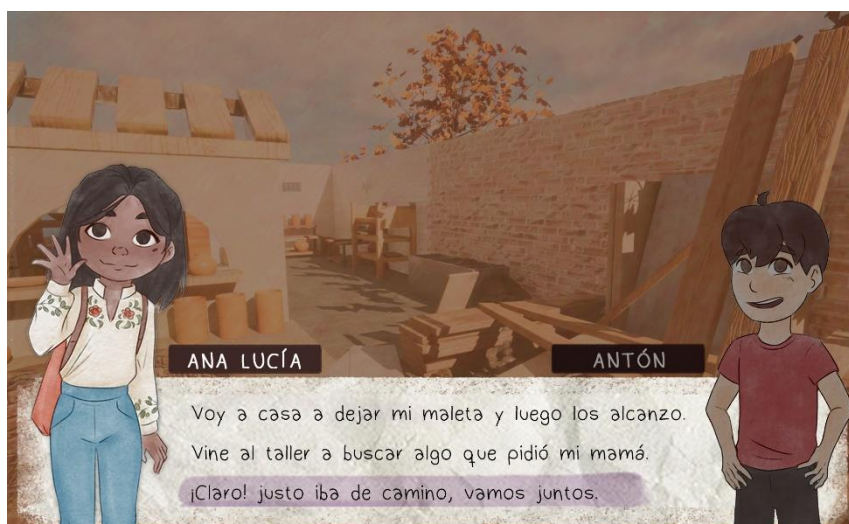 ANA LUCÍA
ANTÓN
Voy a casa a dejar mi maleta y luego los alcanzo.
Vine al taller a buscar algo que pidió mi mamá.
¡Claro! justo iba de camino, vamos juntos.